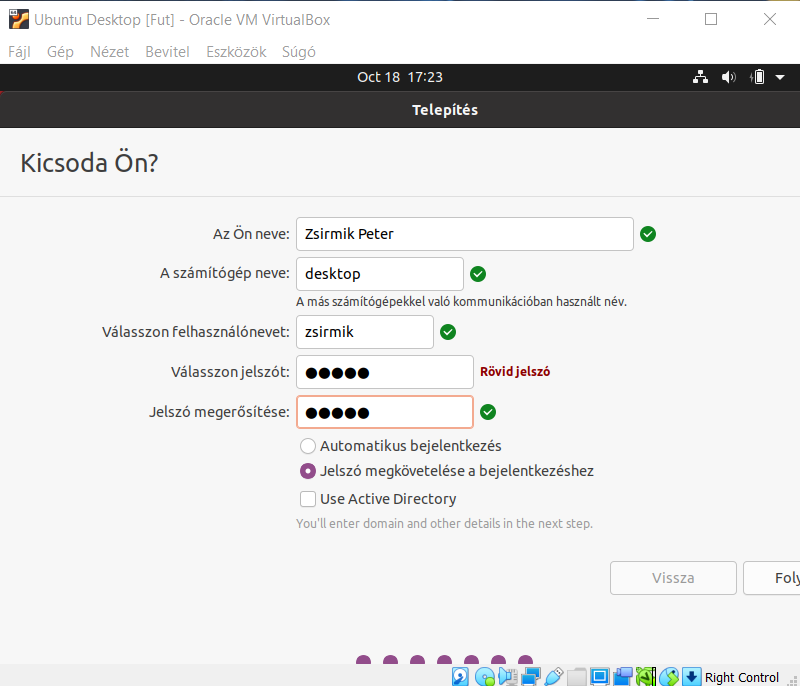 Ubuntu Desktop [Fut] - Oracle VM VirtualBox
Fájl Gép Nézet Bevitel Eszközök Súgó
Oct 18 17:23
Telepítés
Kicsoda Ön?
Az Ön neve: Zsirmik Peter
A számítógép neve: desktop
A más számítógépekkel való kommunikációban használt név.
Válasszon felhasználónevet: zsirmik
Válasszon jelszót: ●●●●● Rövid jelszó
Jelszó megerősítése: ●●●●●
Automatikus bejelentkezés
Jelszó megkövetelése a bejelentkezéshez
Use Active Directory
You'll enter domain and other details in the next step.
Vissza Foly
Right Control